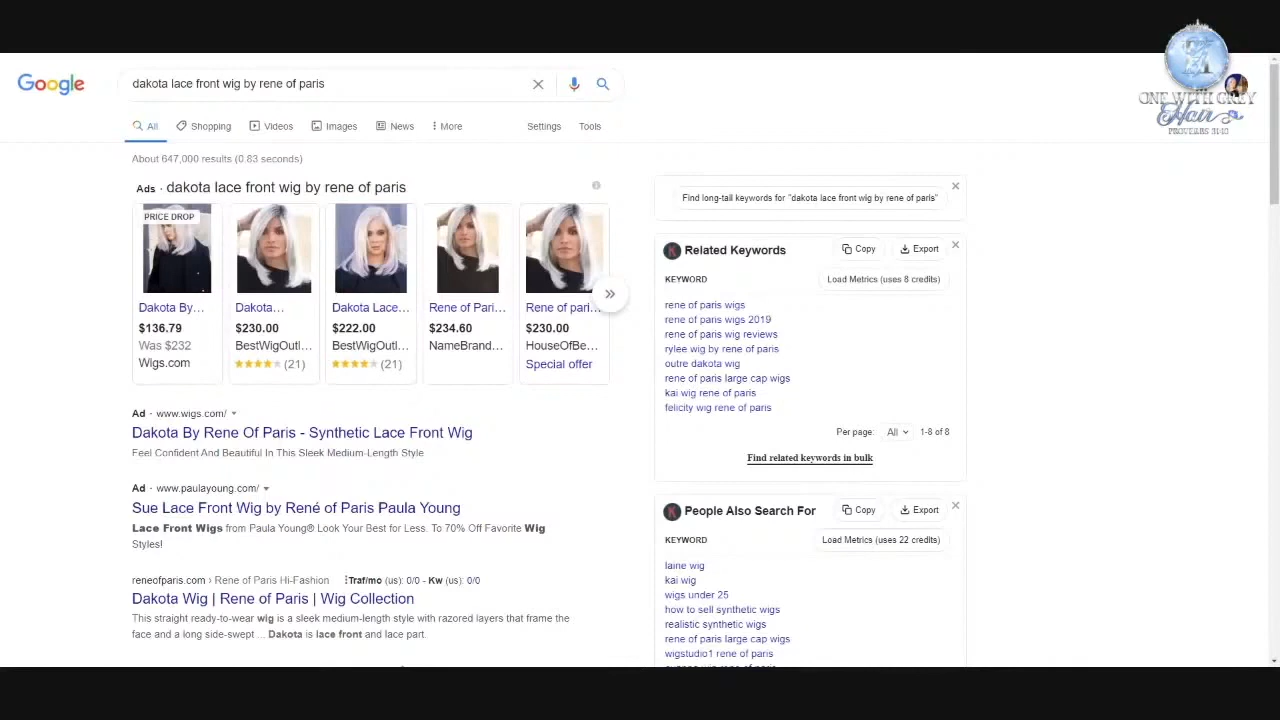 Google
dakota lace front wig by rene of paris
All Shopping Videos Images News More Settings Tools
About 647,000 results (0.83 seconds)
Ads · dakota lace front wig by rene of paris
PRICE DROP
Dakota By...
$136.79
Was $232
Wigs.com
Dakota...
$230.00
BestWigOutl...
(21)
Dakota Lace...
$222.00
BestWigOutl...
(21)
Rene of Pari...
$234.60
NameBrand...
Rene of pari...
$230.00
HouseOfBe...
Special offer
Ad · www.wigs.com/
Dakota By Rene Of Paris - Synthetic Lace Front Wig
Feel Confident And Beautiful In This Sleek Medium-Length Style
Ad · www.paulayoung.com/
Sue Lace Front Wig by René of Paris Paula Young
Lace Front Wigs from Paula Young® Look Your Best for Less. To 70% Off Favorite Wig
Styles!
reneofparis.com › Rene of Paris Hi-Fashion Traf/mo (us): 0/0 - Kw (us): 0/0
Dakota Wig | Rene of Paris | Wig Collection
This straight ready-to-wear wig is a sleek medium-length style with razored layers that frame the
face and a long side-swept ... Dakota is lace front and lace part.
Find long-tail keywords for "dakota lace front wig by rene of paris"
K Related Keywords Copy Export
KEYWORD Load Metrics (uses 8 credits)
rene of paris wigs
rene of paris wigs 2019
rene of paris wig reviews
rylee wig by rene of paris
outre dakota wig
rene of paris large cap wigs
kai wig rene of paris
felicity wig rene of paris
Per page: All 1-8 of 8
Find related keywords in bulk
K People Also Search For Copy Export
KEYWORD Load Metrics (uses 22 credits)
laine wig
kai wig
wigs under 25
how to sell synthetic wigs
realistic synthetic wigs
rene of paris large cap wigs
wigstudio1 rene of paris
ONE WITH GREY
Hair
PROVERBS 31:10